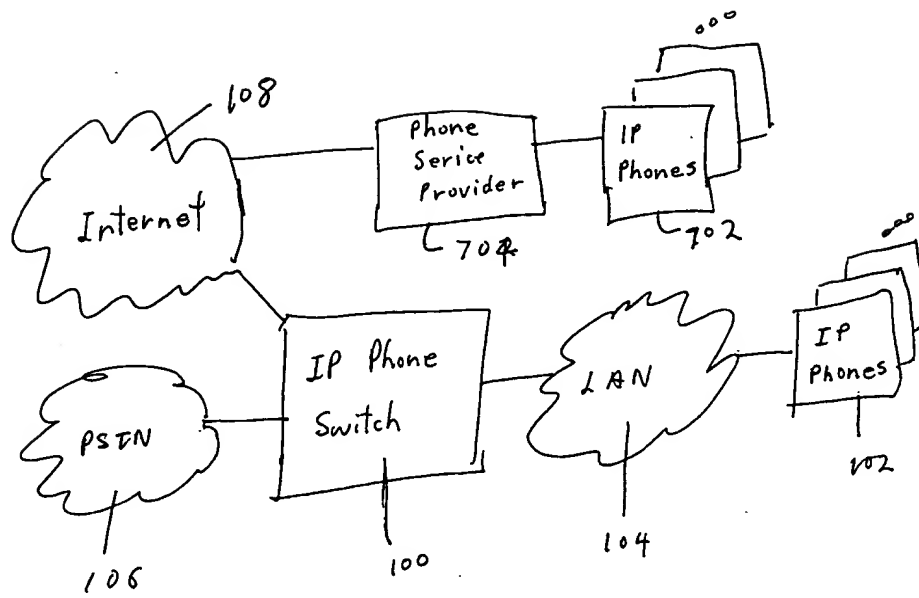 108
Internet
Phone
Serice
Provider
704
IP
Phones
702
IP Phone
Switch
100
LAN
104
IP
Phones
102
PSTN
106